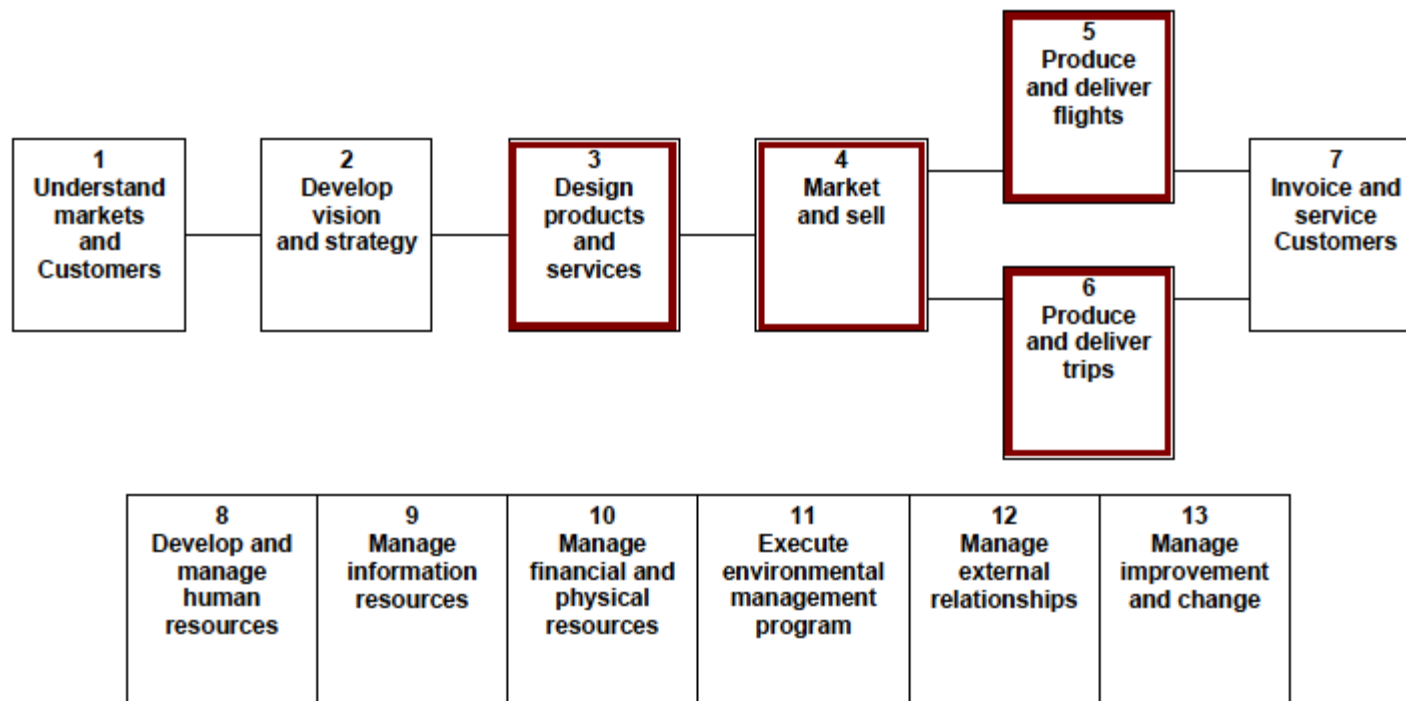 1
Understand
markets
and
Customers
2
Develop
vision
and strategy
3
Design
products
and
services
4
Market
and sell
5
Produce
and deliver
flights
6
Produce
and deliver
trips
7
Invoice and
service
Customers
8
Develop and
manage
human
resources
9
Manage
information
resources
10
Manage
financial and
physical
resources
11
Execute
environmental
management
program
12
Manage
external
relationships
13
Manage
improvement
and change